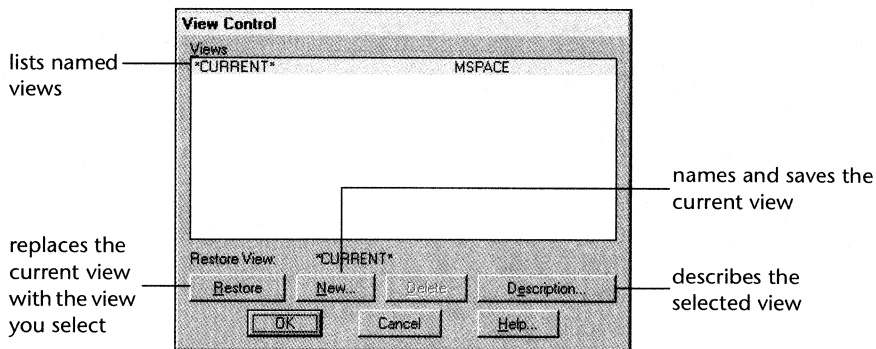 View Control
Views
*CURRENT* MSPACE
lists named
views
names and saves the
current view
replaces the
current view
with the view
you select
Restore View: *CURRENT*
Restore New... Delete Description...
describes the
selected view
OK Cancel Help...